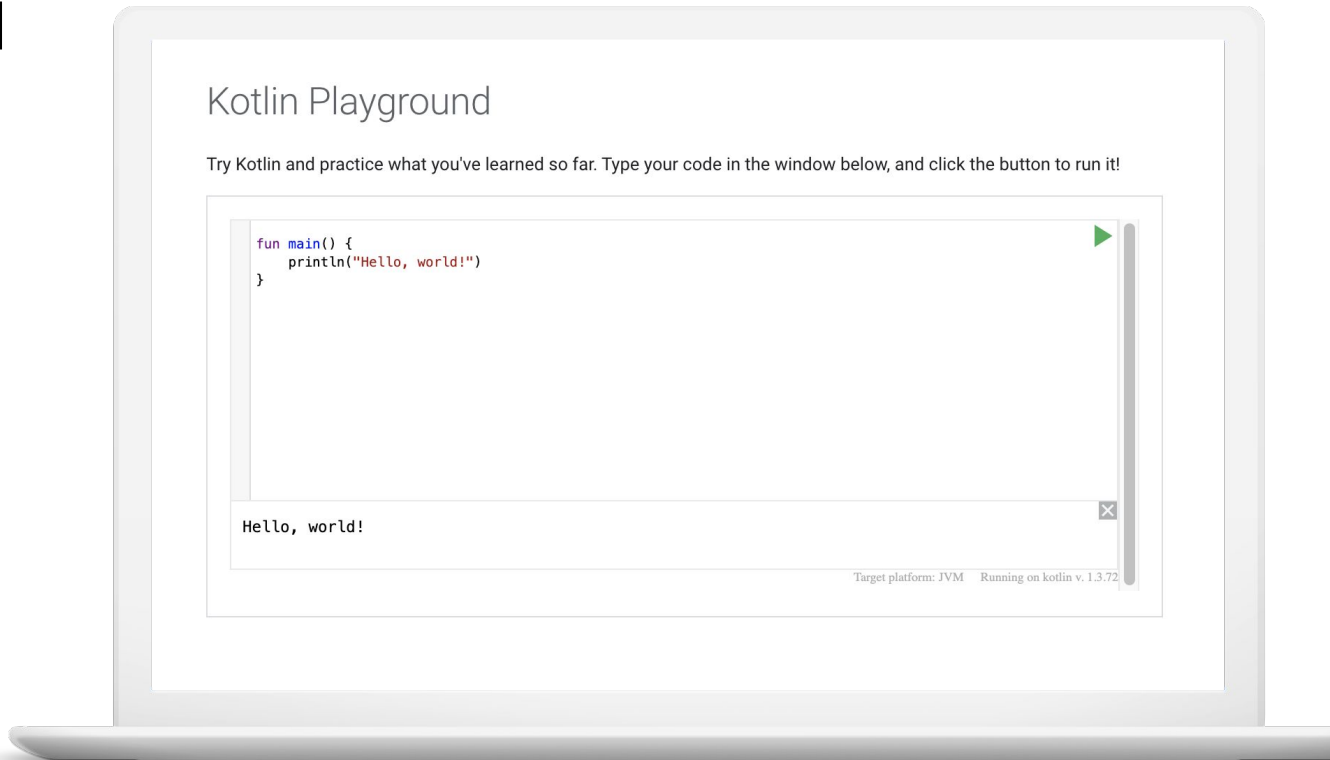 Kotlin Playground
Try Kotlin and practice what you've learned so far. Type your code in the window below, and click the button to run it!
fun main() {
    println("Hello, world!")
}
Hello, world!
Target platform: JVM Running on kotlin v. 1.3.72